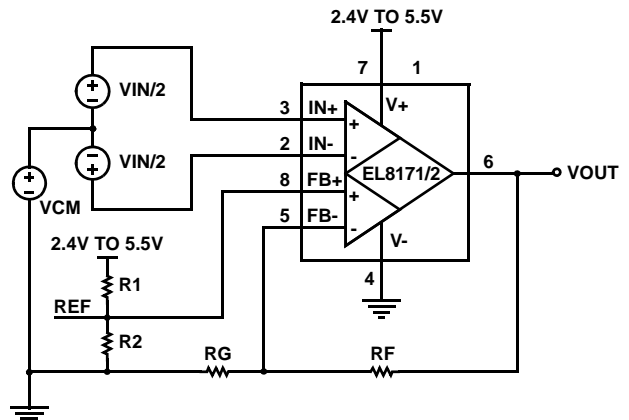 2.4V TO 5.5V
7 1
+ - VIN/2
3 IN+ + V+
- + VIN/2
2 IN- -
EL8171/2
6 VOUT
+ - VCM
8 FB+ +
5 FB- -
V-
4
2.4V TO 5.5V
R1
REF
R2
RG RF